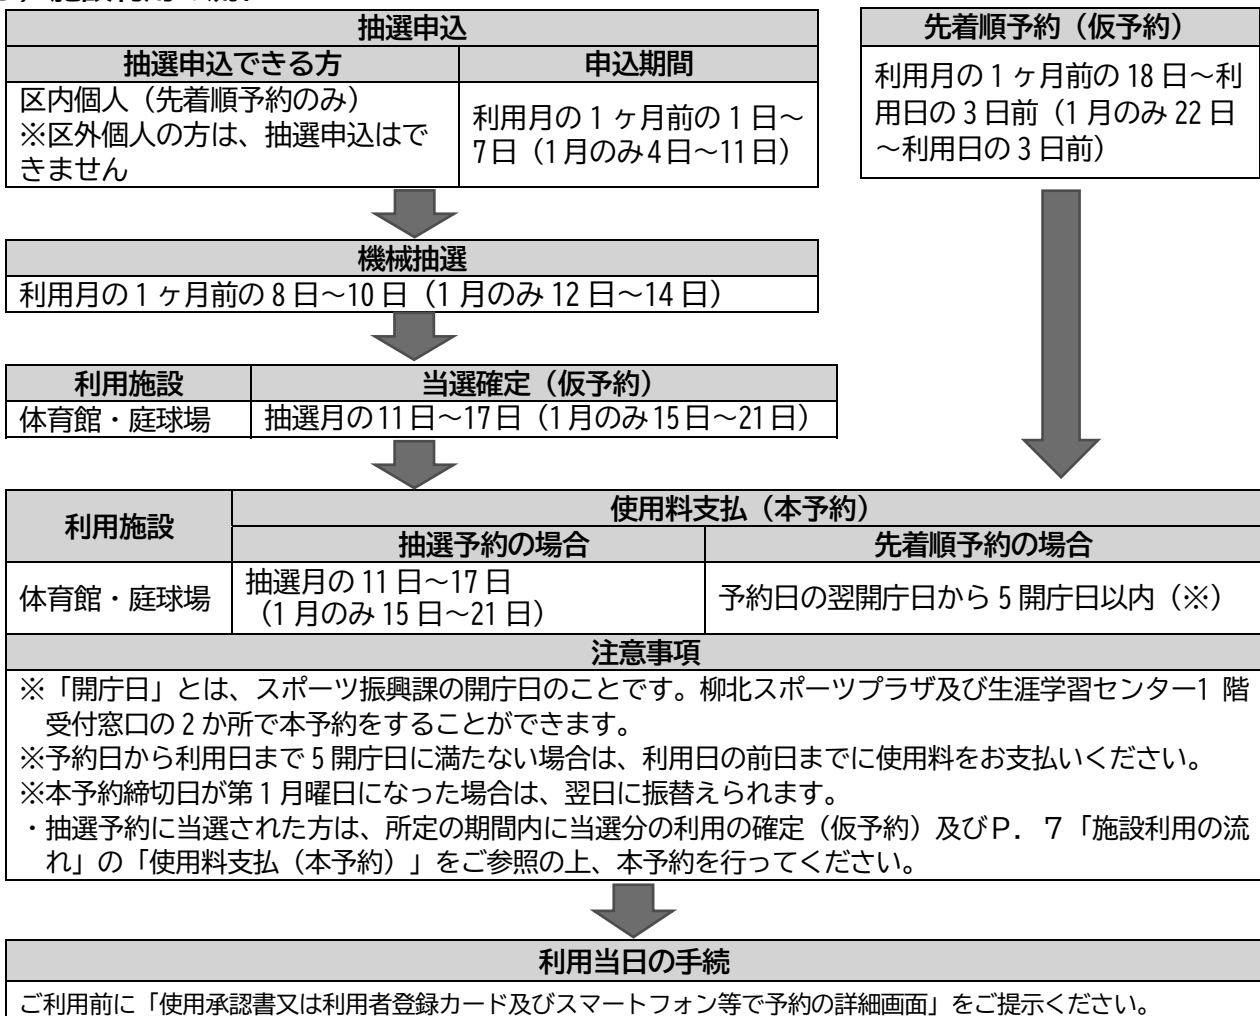 抽選申込
抽選申込できる方
申込期間
区内個人（先着順予約のみ）
※区外個人の方は、抽選申込はで
きません
利用月の1ヶ月前の1日～
7日（1月のみ4日～11日）
先着順予約（仮予約）
利用月の1ヶ月前の18日～利
用日の3日前（1月のみ22日
～利用日の3日前）
機械抽選
利用月の1ヶ月前の8日～10日（1月のみ12日～14日）
利用施設
当選確定（仮予約）
体育館・庭球場
抽選月の11日～17日（1月のみ15日～21日）
利用施設
使用料支払（本予約）
抽選予約の場合
先着順予約の場合
体育館・庭球場
抽選月の11日～17日
（1月のみ15日～21日）
予約日の翌開庁日から5開庁日以内（※）
注意事項
※「開庁日」とは、スポーツ振興課の開庁日のことです。柳北スポーツプラザ及び生涯学習センター1 階
受付窓口の2か所で本予約をすることができます。
※予約日から利用日まで5開庁日に満たない場合は、利用日の前日までに使用料をお支払いください。
※本予約締切日が第1月曜日になった場合は、翌日に振替えられます。
・抽選予約に当選された方は、所定の期間内に当選分の利用の確定（仮予約）及びP．7「施設利用の流
れ」の「使用料支払（本予約）」をご参照の上、本予約を行ってください。
利用当日の手続
ご利用前に「使用承認書又は利用者登録カード及びスマートフォン等で予約の詳細画面」をご提示ください。